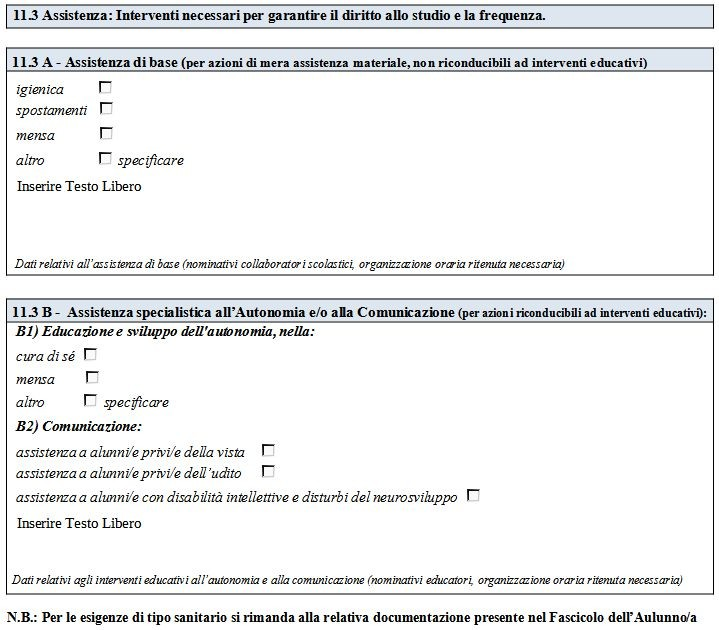 11.3 Assistenza: Interventi necessari per garantire il diritto allo studio e la frequenza.
11.3 A - Assistenza di base (per azioni di mera assistenza materiale, non riconducibili ad interventi educativi)
igienica
spostamenti
mensa
altro specificare
Inserire Testo Libero
Dati relativi all'assistenza di base (nominativi collaboratori scolastici, organizzazione oraria ritenuta necessaria)
11.3 B - Assistenza specialistica all'Autonomia e/o alla Comunicazione (per azioni riconducibili ad interventi educativi):
B1) Educazione e sviluppo dell'autonomia, nella:
cura di sé
mensa
altro specificare
B2) Comunicazione:
assistenza a alunni/e privi/e della vista
assistenza a alunni/e privi/e dell'udito
assistenza a alunni/e con disabilità intellettive e disturbi del neurosviluppo
Inserire Testo Libero
Dati relativi agli interventi educativi all'autonomia e alla comunicazione (nominativi educatori, organizzazione oraria ritenuta necessaria)
N.B.: Per le esigenze di tipo sanitario si rimanda alla relativa documentazione presente nel Fascicolo dell'Aulunno/a